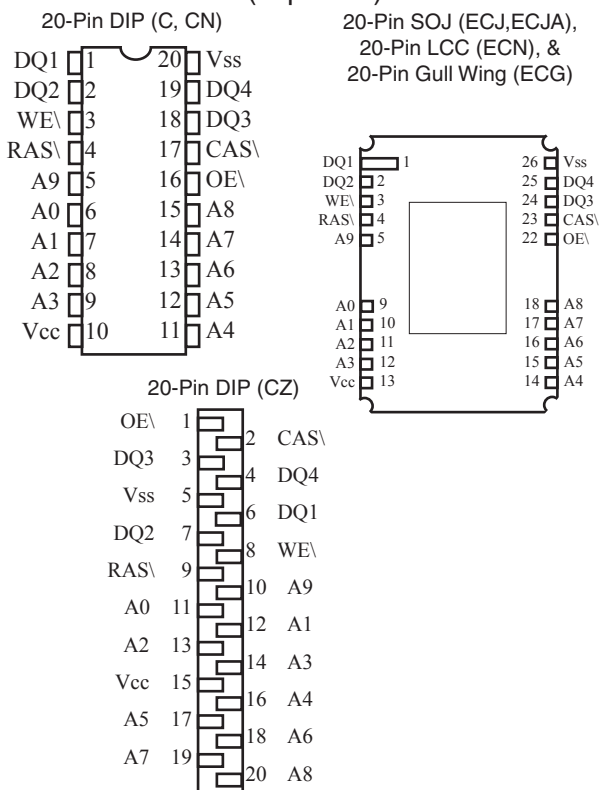 20-Pin DIP (C, CN)
DQ1 1 20 Vss
DQ2 2 19 DQ4
WE\ 3 18 DQ3
RAS\ 4 17 CAS\
A9 5 16 OE\
A0 6 15 A8
A1 7 14 A7
A2 8 13 A6
A3 9 12 A5
Vcc 10 11 A4
20-Pin SOJ (ECJ,ECJA),
20-Pin LCC (ECN), &
20-Pin Gull Wing (ECG)
DQ1 1 26 Vss
DQ2 2 25 DQ4
WE\ 3 24 DQ3
RAS\ 4 23 CAS\
A9 5 22 OE\
A0 9 18 A8
A1 10 17 A7
A2 11 16 A6
A3 12 15 A5
Vcc 13 14 A4
20-Pin DIP (CZ)
OE\ 1
2 CAS\
DQ3 3
4 DQ4
Vss 5
6 DQ1
DQ2 7
8 WE\
RAS\ 9
10 A9
A0 11
12 A1
A2 13
14 A3
Vcc 15
16 A4
A5 17
18 A6
A7 19
20 A8